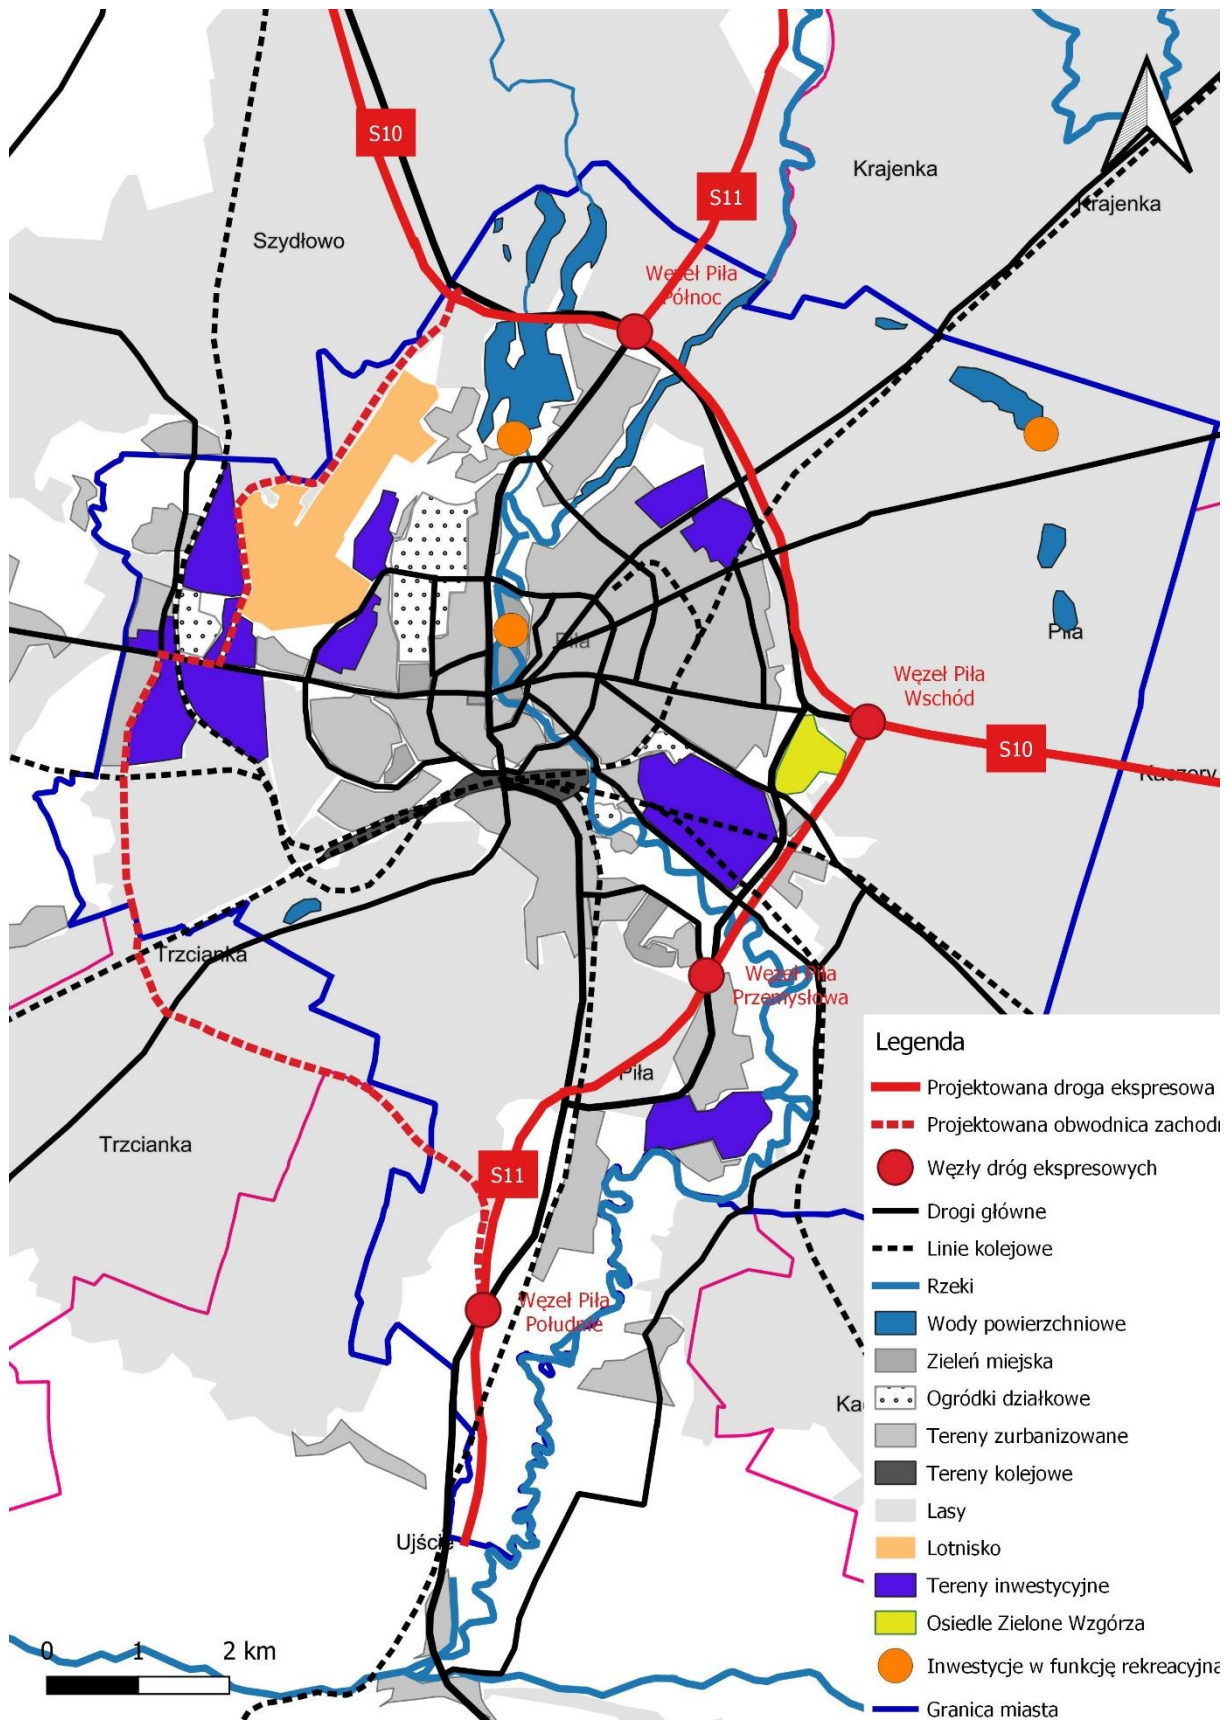 S10
S11
Krajenka
Krajenka
Szydłowo
Węzeł Piła
Północ
Piła
Piła
Węzeł Piła
Wschód
S10
Kaczory
Trzcianka
Węzeł Piła
Przemysłowa
Piła
Trzcianka
S11
Węzeł Piła
Południe
Ujście
0 1 2 km
Legenda
Projektowana droga ekspresowa
Projektowana obwodnica zachodn
Węzły dróg ekspresowych
Drogi główne
Linie kolejowe
Rzeki
Wody powierzchniowe
Zieleń miejska
Ogródki działkowe
Tereny zurbanizowane
Tereny kolejowe
Lasy
Lotnisko
Tereny inwestycyjne
Osiedle Zielone Wzgórza
Inwestycje w funkcję rekreacyjną
Granica miasta